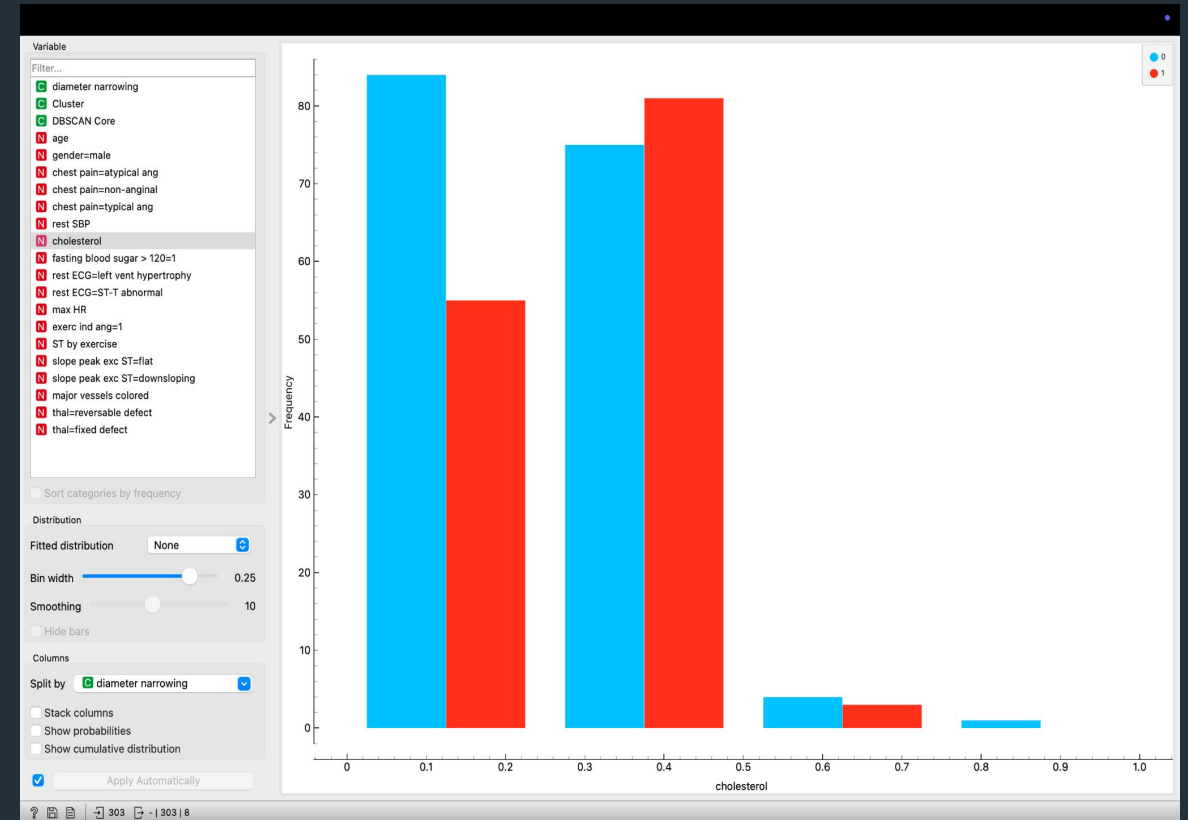 Variable
Filter...
C diameter narrowing
C Cluster
C DBSCAN Core
N age
N gender=male
N chest pain=atypical ang
N chest pain=non-anginal
N chest pain=typical ang
N rest SBP
N cholesterol
N fasting blood sugar > 120=1
N rest ECG=left vent hypertrophy
N rest ECG=ST-T abnormal
N max HR
N exerc ind ang=1
N ST by exercise
N slope peak exc ST=flat
N slope peak exc ST=downsloping
N major vessels colored
N thal=reversable defect
N thal=fixed defect
Sort categories by frequency
Distribution
Fitted distribution None
Bin width 0.25
Smoothing 10
Hide bars
Columns
Split by C diameter narrowing
Stack columns
Show probabilities
Show cumulative distribution
Apply Automatically
? 303 - | 303 | 8
0
1
Frequency
80
70
60
50
40
30
20
10
0
0 0.1 0.2 0.3 0.4 0.5 0.6 0.7 0.8 0.9 1.0
cholesterol